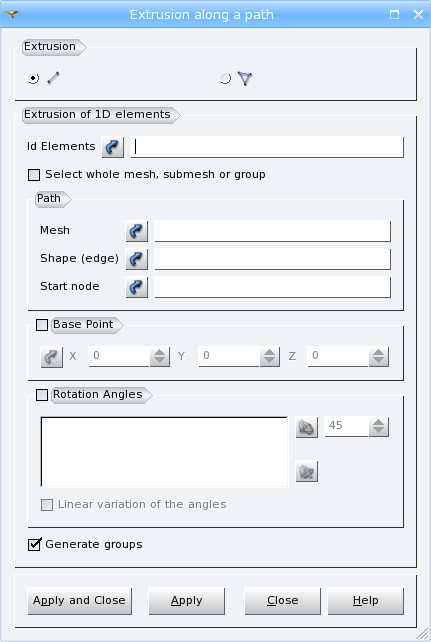 Extrusion along a path
Extrusion
Extrusion of 1D elements
Id Elements
Select whole mesh, submesh or group
Path
Mesh
Shape (edge)
Start node
Base Point
X 0 Y 0 Z 0
Rotation Angles
45
Linear variation of the angles
Generate groups
Apply and Close Apply Close Help